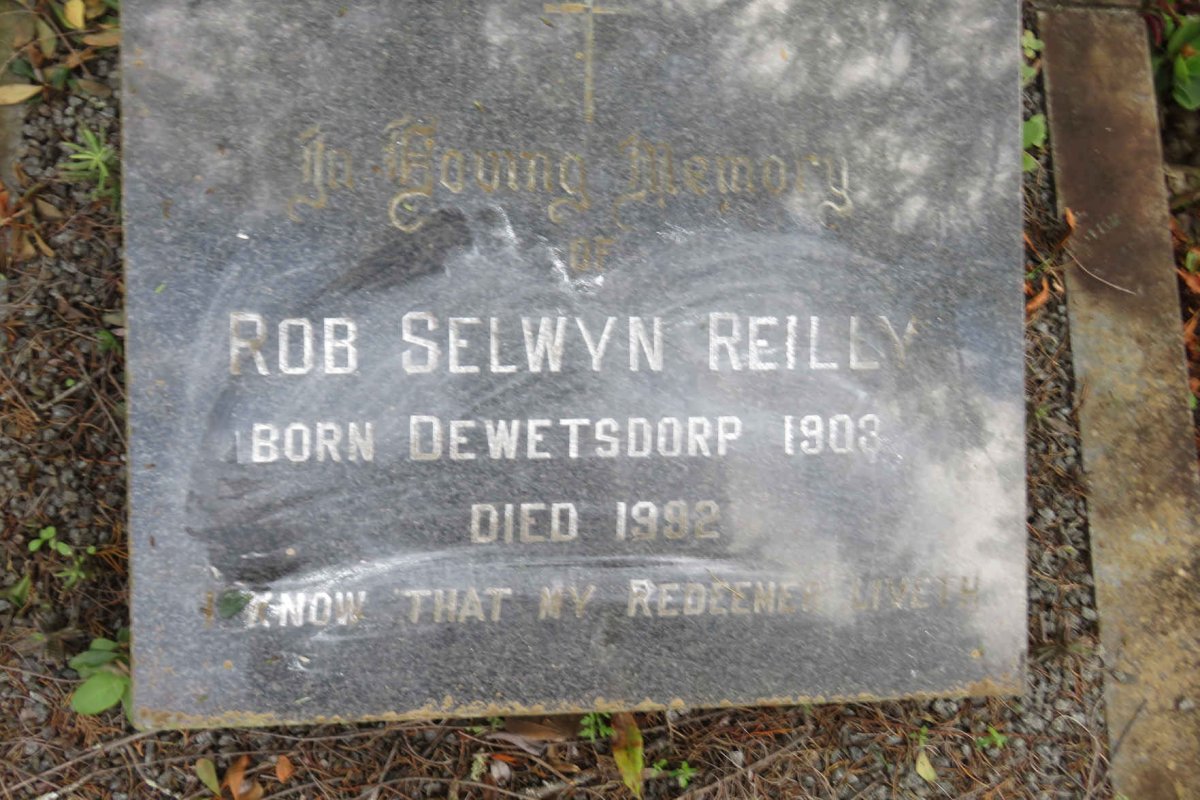 In Loving Memory
OF
ROB SELWYN REILLY
BORN DEWETSDORP 1903
DIED 1992
I KNOW THAT MY REDEEMER LIVETH